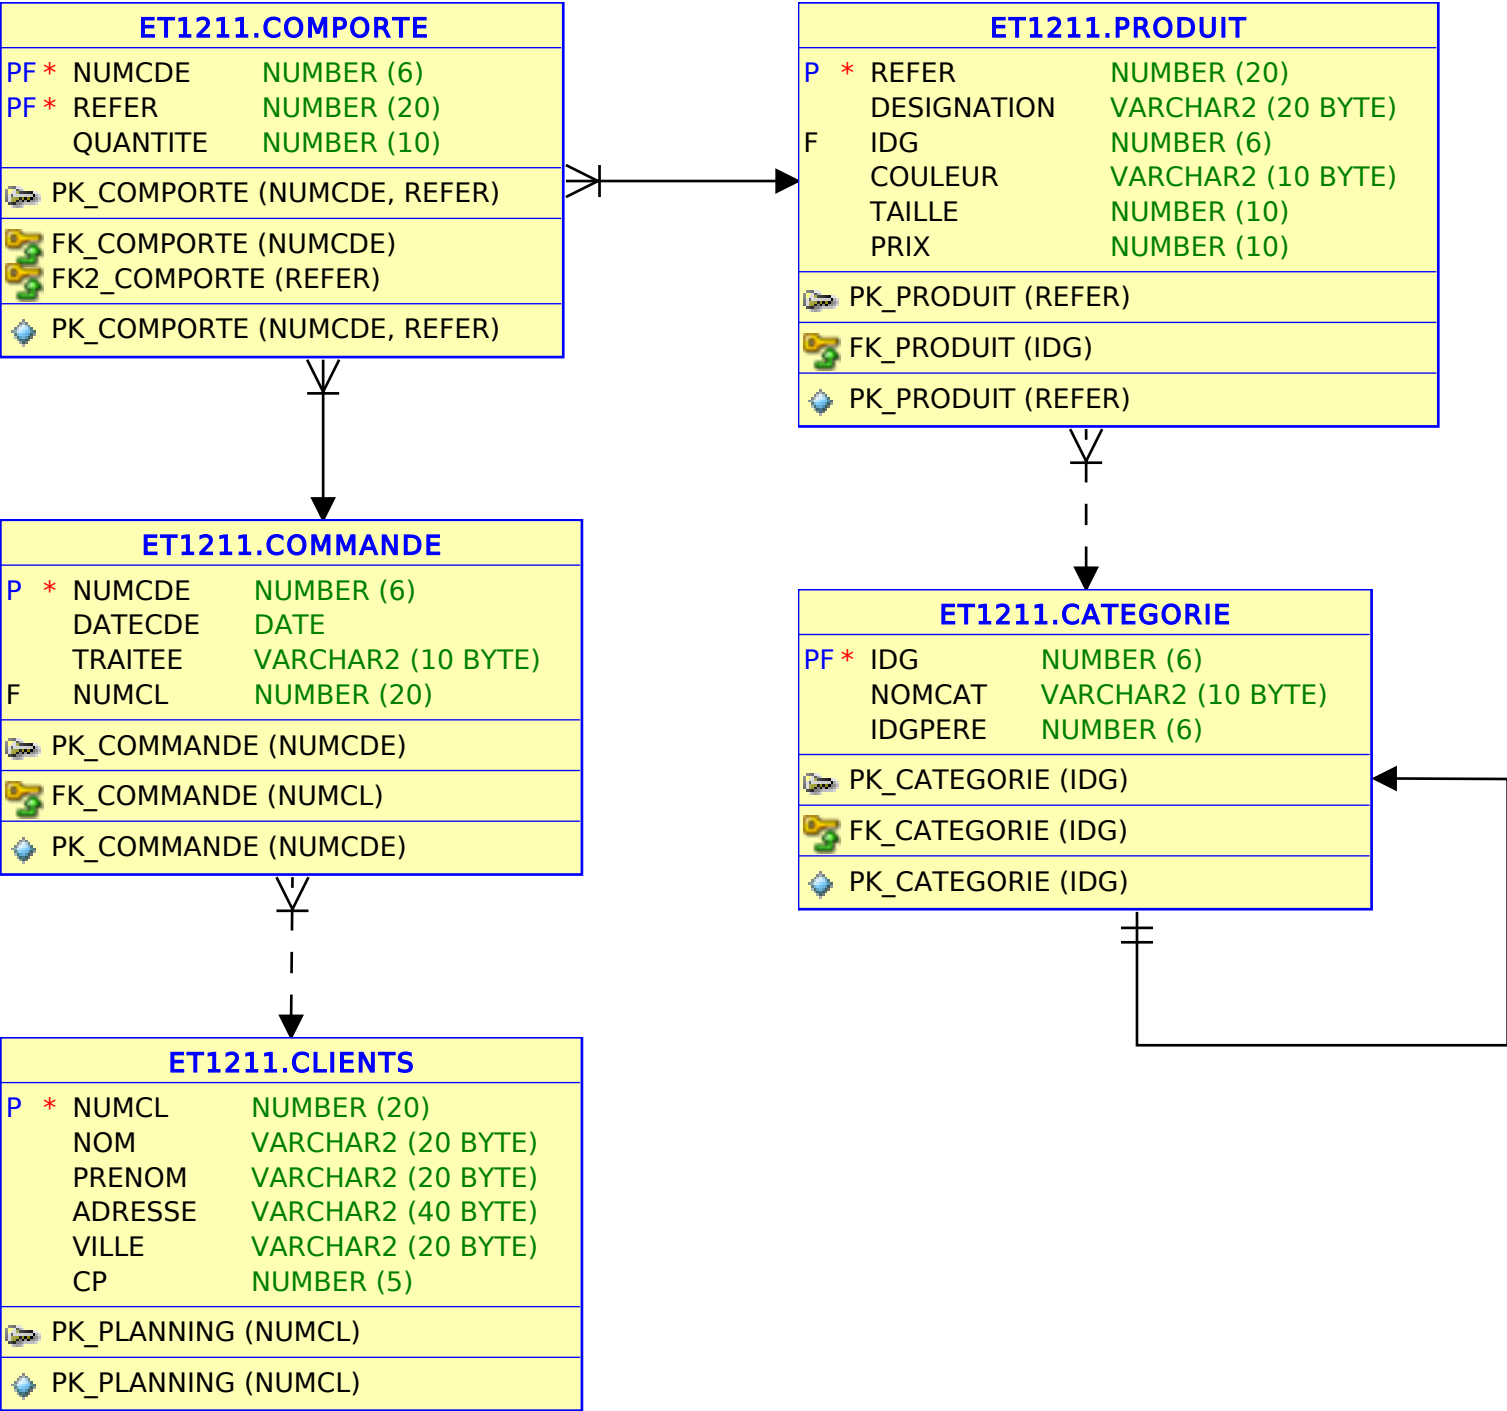 ET1211.COMPORTE
PF * NUMCDE NUMBER (6)
PF * REFER NUMBER (20)
QUANTITE NUMBER (10)
PK_COMPORTE (NUMCDE, REFER)
FK_COMPORTE (NUMCDE)
FK2_COMPORTE (REFER)
PK_COMPORTE (NUMCDE, REFER)
ET1211.PRODUIT
P * REFER NUMBER (20)
DESIGNATION VARCHAR2 (20 BYTE)
F IDG NUMBER (6)
COULEUR VARCHAR2 (10 BYTE)
TAILLE NUMBER (10)
PRIX NUMBER (10)
PK_PRODUIT (REFER)
FK_PRODUIT (IDG)
PK_PRODUIT (REFER)
ET1211.COMMANDE
P * NUMCDE NUMBER (6)
DATECDE DATE
TRAITEE VARCHAR2 (10 BYTE)
F NUMCL NUMBER (20)
PK_COMMANDE (NUMCDE)
FK_COMMANDE (NUMCL)
PK_COMMANDE (NUMCDE)
ET1211.CATEGORIE
PF * IDG NUMBER (6)
NOMCAT VARCHAR2 (10 BYTE)
IDGPERE NUMBER (6)
PK_CATEGORIE (IDG)
FK_CATEGORIE (IDG)
PK_CATEGORIE (IDG)
ET1211.CLIENTS
P * NUMCL NUMBER (20)
NOM VARCHAR2 (20 BYTE)
PRENOM VARCHAR2 (20 BYTE)
ADRESSE VARCHAR2 (40 BYTE)
VILLE VARCHAR2 (20 BYTE)
CP NUMBER (5)
PK_PLANNING (NUMCL)
PK_PLANNING (NUMCL)